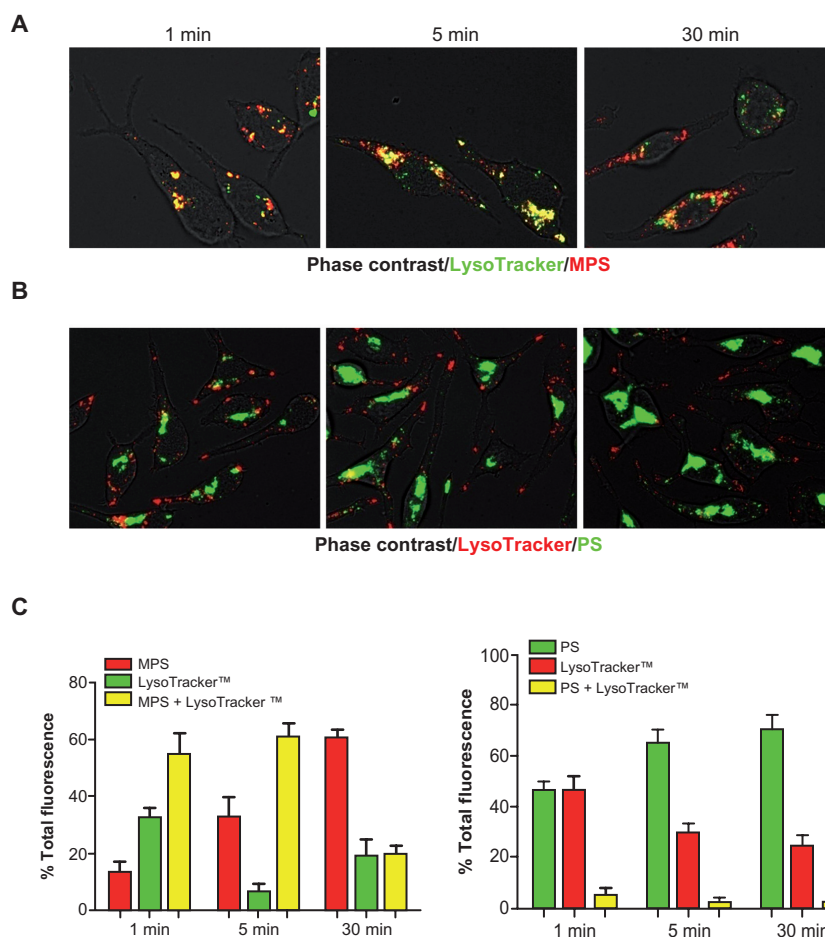 A
1 min 5 min 30 min
Phase contrast/LysoTracker/MPS
B
Phase contrast/LysoTracker/PS
C
MPS
LysoTracker™
MPS + LysoTracker ™
% Total fluorescence
80
60
40
20
0
1 min 5 min 30 min
PS
LysoTracker™
PS + LysoTracker™
% Total fluorescence
100
80
60
40
20
0
1 min 5 min 30 min